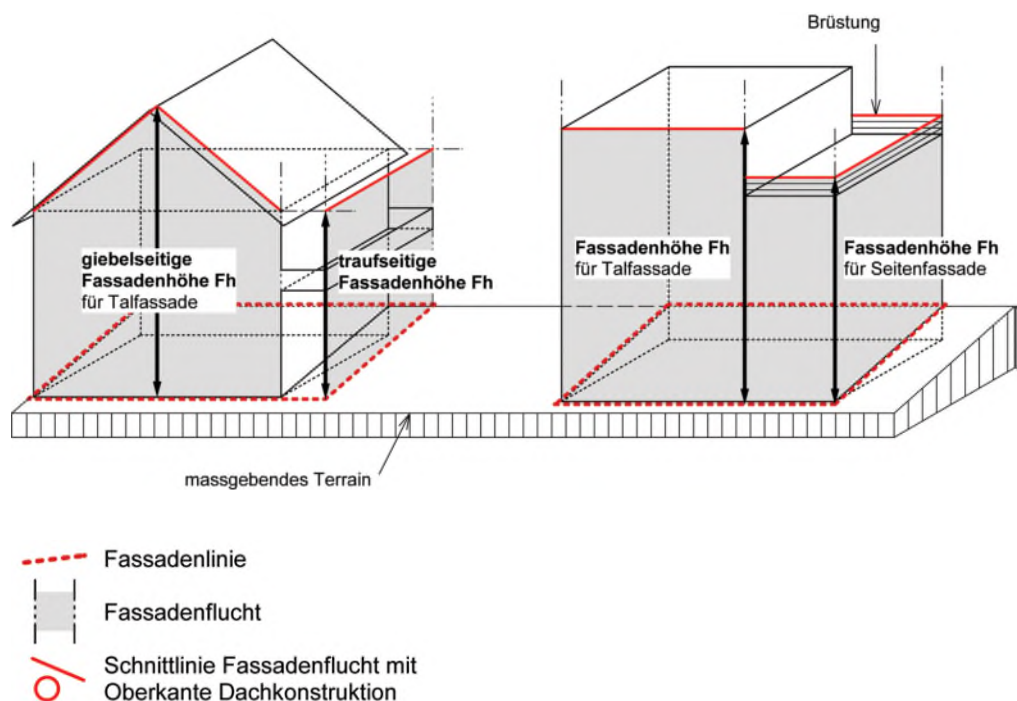 Brüstung
giebelseitige
Fassadenhöhe Fh
für Talfassade
traufseitige
Fassadenhöhe Fh
Fassadenhöhe Fh
für Talfassade
Fassadenhöhe Fh
für Seitenfassade
massgebendes Terrain
Fassadenlinie
Fassadenflucht
Schnittlinie Fassadenflucht mit
Oberkante Dachkonstruktion